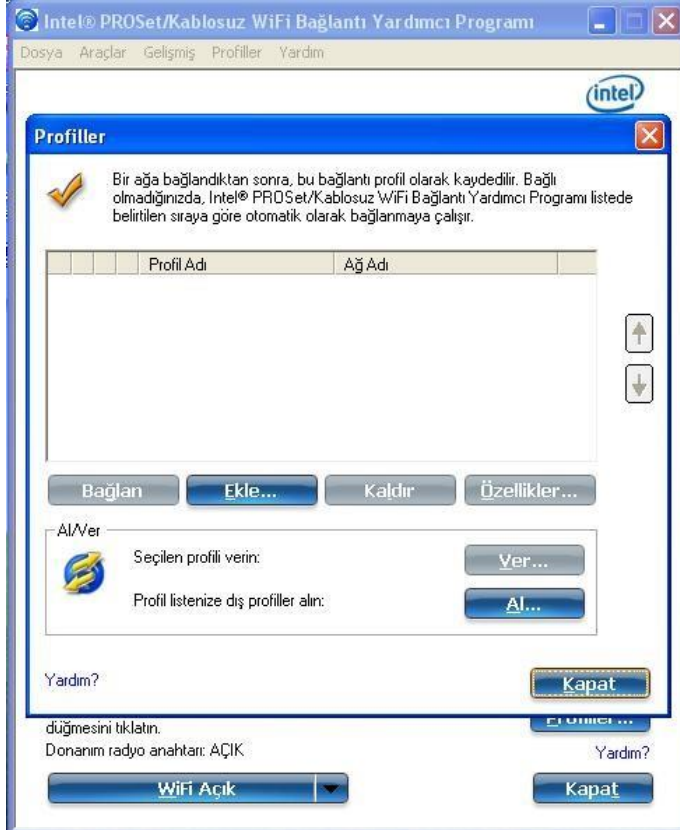 Intel® PROSet/Kablosuz WiFi Bağlantı Yardımcı Programı
Dosya Araçlar Gelişmiş Profiller Yardım
intel
Profiller
Bir ağa bağlandıktan sonra, bu bağlantı profil olarak kaydedilir. Bağlı
olmadığınızda, Intel® PROSet/Kablosuz WiFi Bağlantı Yardımcı Programı listede
belirtilen sıraya göre otomatik olarak bağlanmaya çalışır.
Profil Adı Ağ Adı
Bağlan Ekle... Kaldır Özellikler...
Al/Ver
Seçilen profili verin: Ver...
Profil listenize dış profiller alın: Al...
Yardım? Kapat
düğmesini tıklatın. Profiller ...
Donanım radyo anahtarı: AÇIK Yardım?
WiFi Açık Kapat